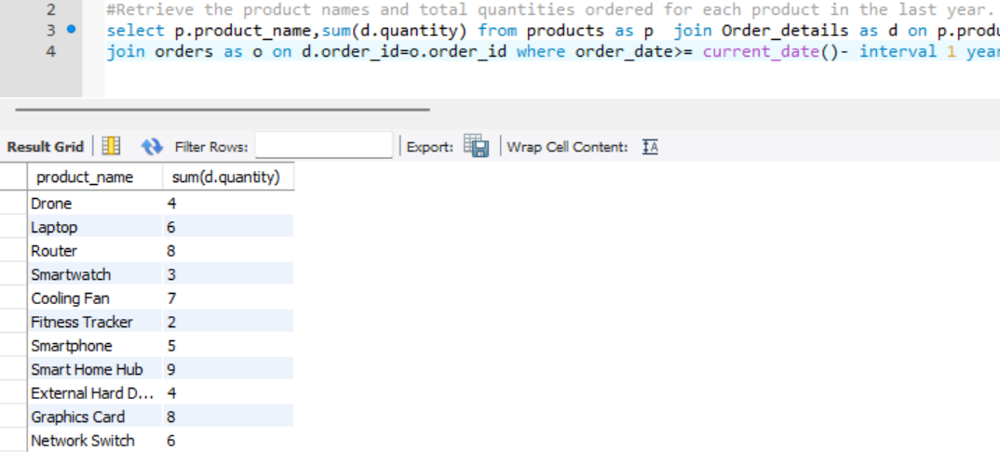 2 #Retrieve the product names and total quantities ordered for each product in the last year.
3 select p.product_name,sum(d.quantity) from products as p  join Order_details as d on p.produ
4 join orders as o on d.order_id=o.order_id where order_date>= current_date()- interval 1 year
Result Grid Filter Rows: Export: Wrap Cell Content: IA
product_name sum(d.quantity)
Drone 4
Laptop 6
Router 8
Smartwatch 3
Cooling Fan 7
Fitness Tracker 2
Smartphone 5
Smart Home Hub 9
External Hard D... 4
Graphics Card 8
Network Switch 6